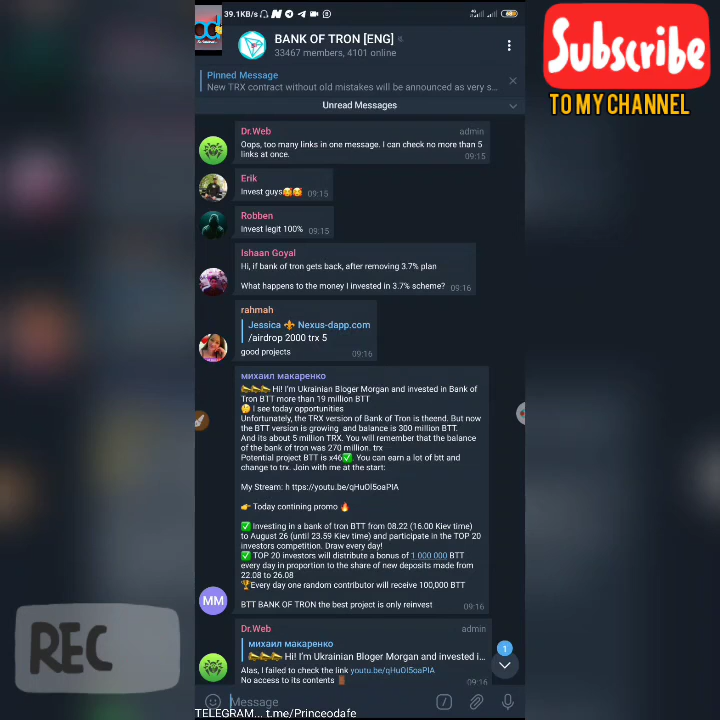 39.1KB/s
BANK OF TRON [ENG]
33467 members, 4101 online
Pinned Message
New TRX contract without old mistakes will be announced as very s...
Unread Messages
Dr.Web admin
Oops, too many links in one message. I can check no more than 5
links at once. 09:15
Erik
Invest guys🥰🥰 09:15
Robben
Invest legit 100% 09:15
Ishaan Goyal
Hi, if bank of tron gets back, after removing 3.7% plan
What happens to the money I invested in 3.7% scheme? 09:16
rahmah
Jessica ⚜️ Nexus-dapp.com
/airdrop 2000 trx 5
good projects 09:16
михаил макаренко
Hi! I'm Ukrainian Bloger Morgan and invested in Bank of
Tron BTT more than 19 million BTT
🤔 I see today opportunities
Unfortunately, the TRX version of Bank of Tron is theend. But now
the BTT version is growing and balance is 300 million BTT.
And its about 5 million TRX. You will remember that the balance
of the bank of tron was 270 million. trx
Potential project BTT is x46✅. You can earn a lot of btt and
change to trx. Join with me at the start:
My Stream: h ttps://youtu.be/qHuOl5oaPIA
👉 Today contining promo 🔥
✅ Investing in a bank of tron BTT from 08.22 (16.00 Kiev time)
to August 26 (until 23.59 Kiev time) and participate in the TOP 20
investors competition. Draw every day!
✅ TOP 20 investors will distribute a bonus of 1 000 000 BTT
every day in proportion to the share of new deposits made from
22.08 to 26.08
🏆Every day one random contributor will receive 100,000 BTT
MM
BTT BANK OF TRON the best project is only reinvest 09:16
Dr.Web admin
михаил макаренко
Hi! I'm Ukrainian Bloger Morgan and invested i...
Alas, I failed to check the link youtu.be/qHuOl5oaPIA
No access to its contents 🚪 09:16
1
Message
TELEGRAM... t.me/Princeodafe
Subscribe
TO MY CHANNEL
REC